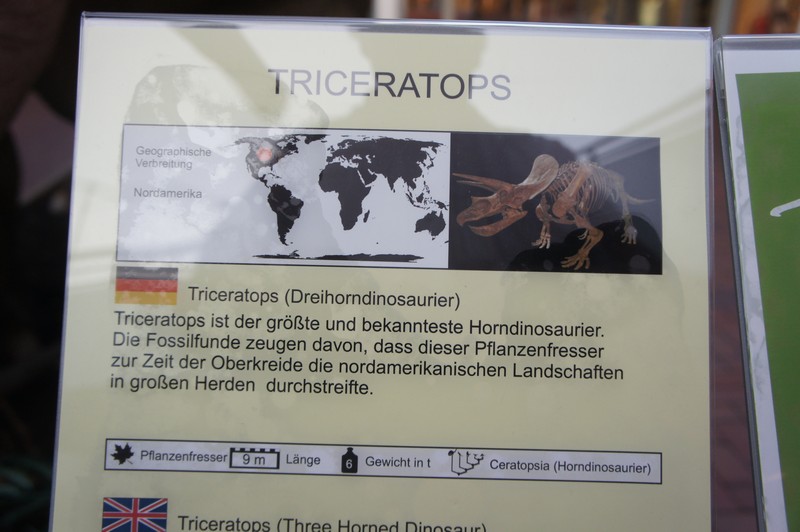 TRICERATOPS
Geographische
Verbreitung
Nordamerika
Triceratops (Dreihorndinosaurier)
Triceratops ist der größte und bekannteste Horndinosaurier.
Die Fossilfunde zeugen davon, dass dieser Pflanzenfresser
zur Zeit der Oberkreide die nordamerikanischen Landschaften
in großen Herden durchstreifte.
Pflanzenfresser 9 m Länge 6 Gewicht in t Ceratopsia (Horndinosaurier)
Triceratops (Three Horned Dinosaur)